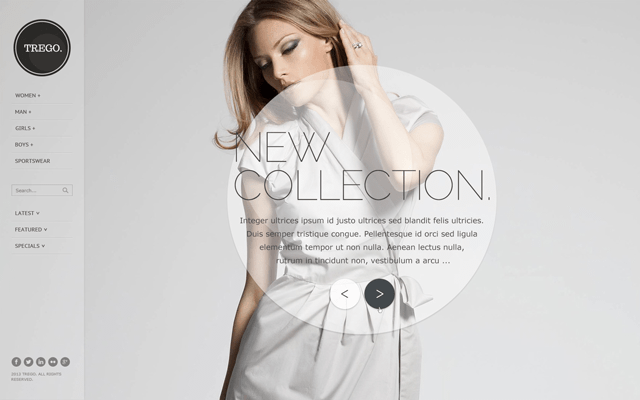 TREGO.
WOMEN +
MAN +
GIRLS +
BOYS +
SPORTSWEAR
Search...
LATEST ˅
FEATURED ˅
SPECIALS ˅
2013 TREGO. ALL RIGHTS
RESERVED.
NEW
COLLECTION.
Integer ultrices ipsum id justo ultrices sed blandit felis ultricies.
Duis semper tristique congue. Pellentesque id orci sed ligula
elementum tempor ut non nulla. Aenean lectus nulla,
rutrum in tincidunt non, vestibulum a arcu ...
< >